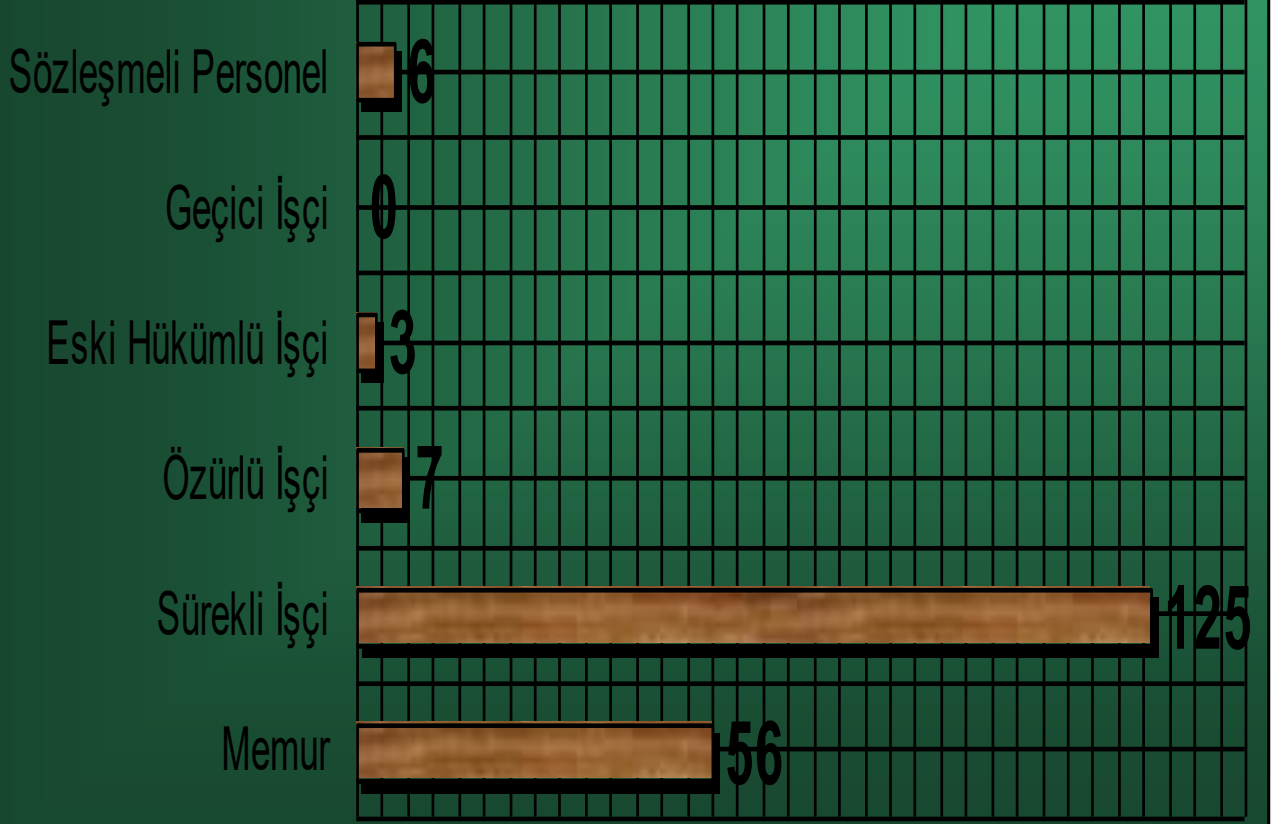 Sözleşmeli Personel 6
Geçici İşçi 0
Eski Hükümlü İşçi 3
Özürlü İşçi 7
Sürekli İşçi 125
Memur 56